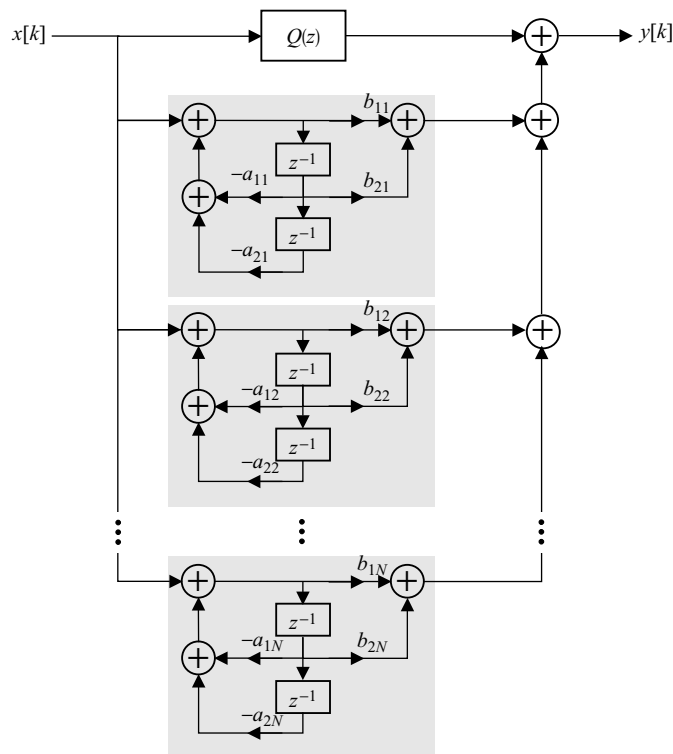 x[k] Q(z) y[k]
b₁₁
z⁻¹
−a₁₁ b₂₁
z⁻¹
−a₂₁
b₁₂
z⁻¹
−a₁₂ b₂₂
z⁻¹
−a₂₂
b₁N
z⁻¹
−a₁N b₂N
z⁻¹
−a₂N